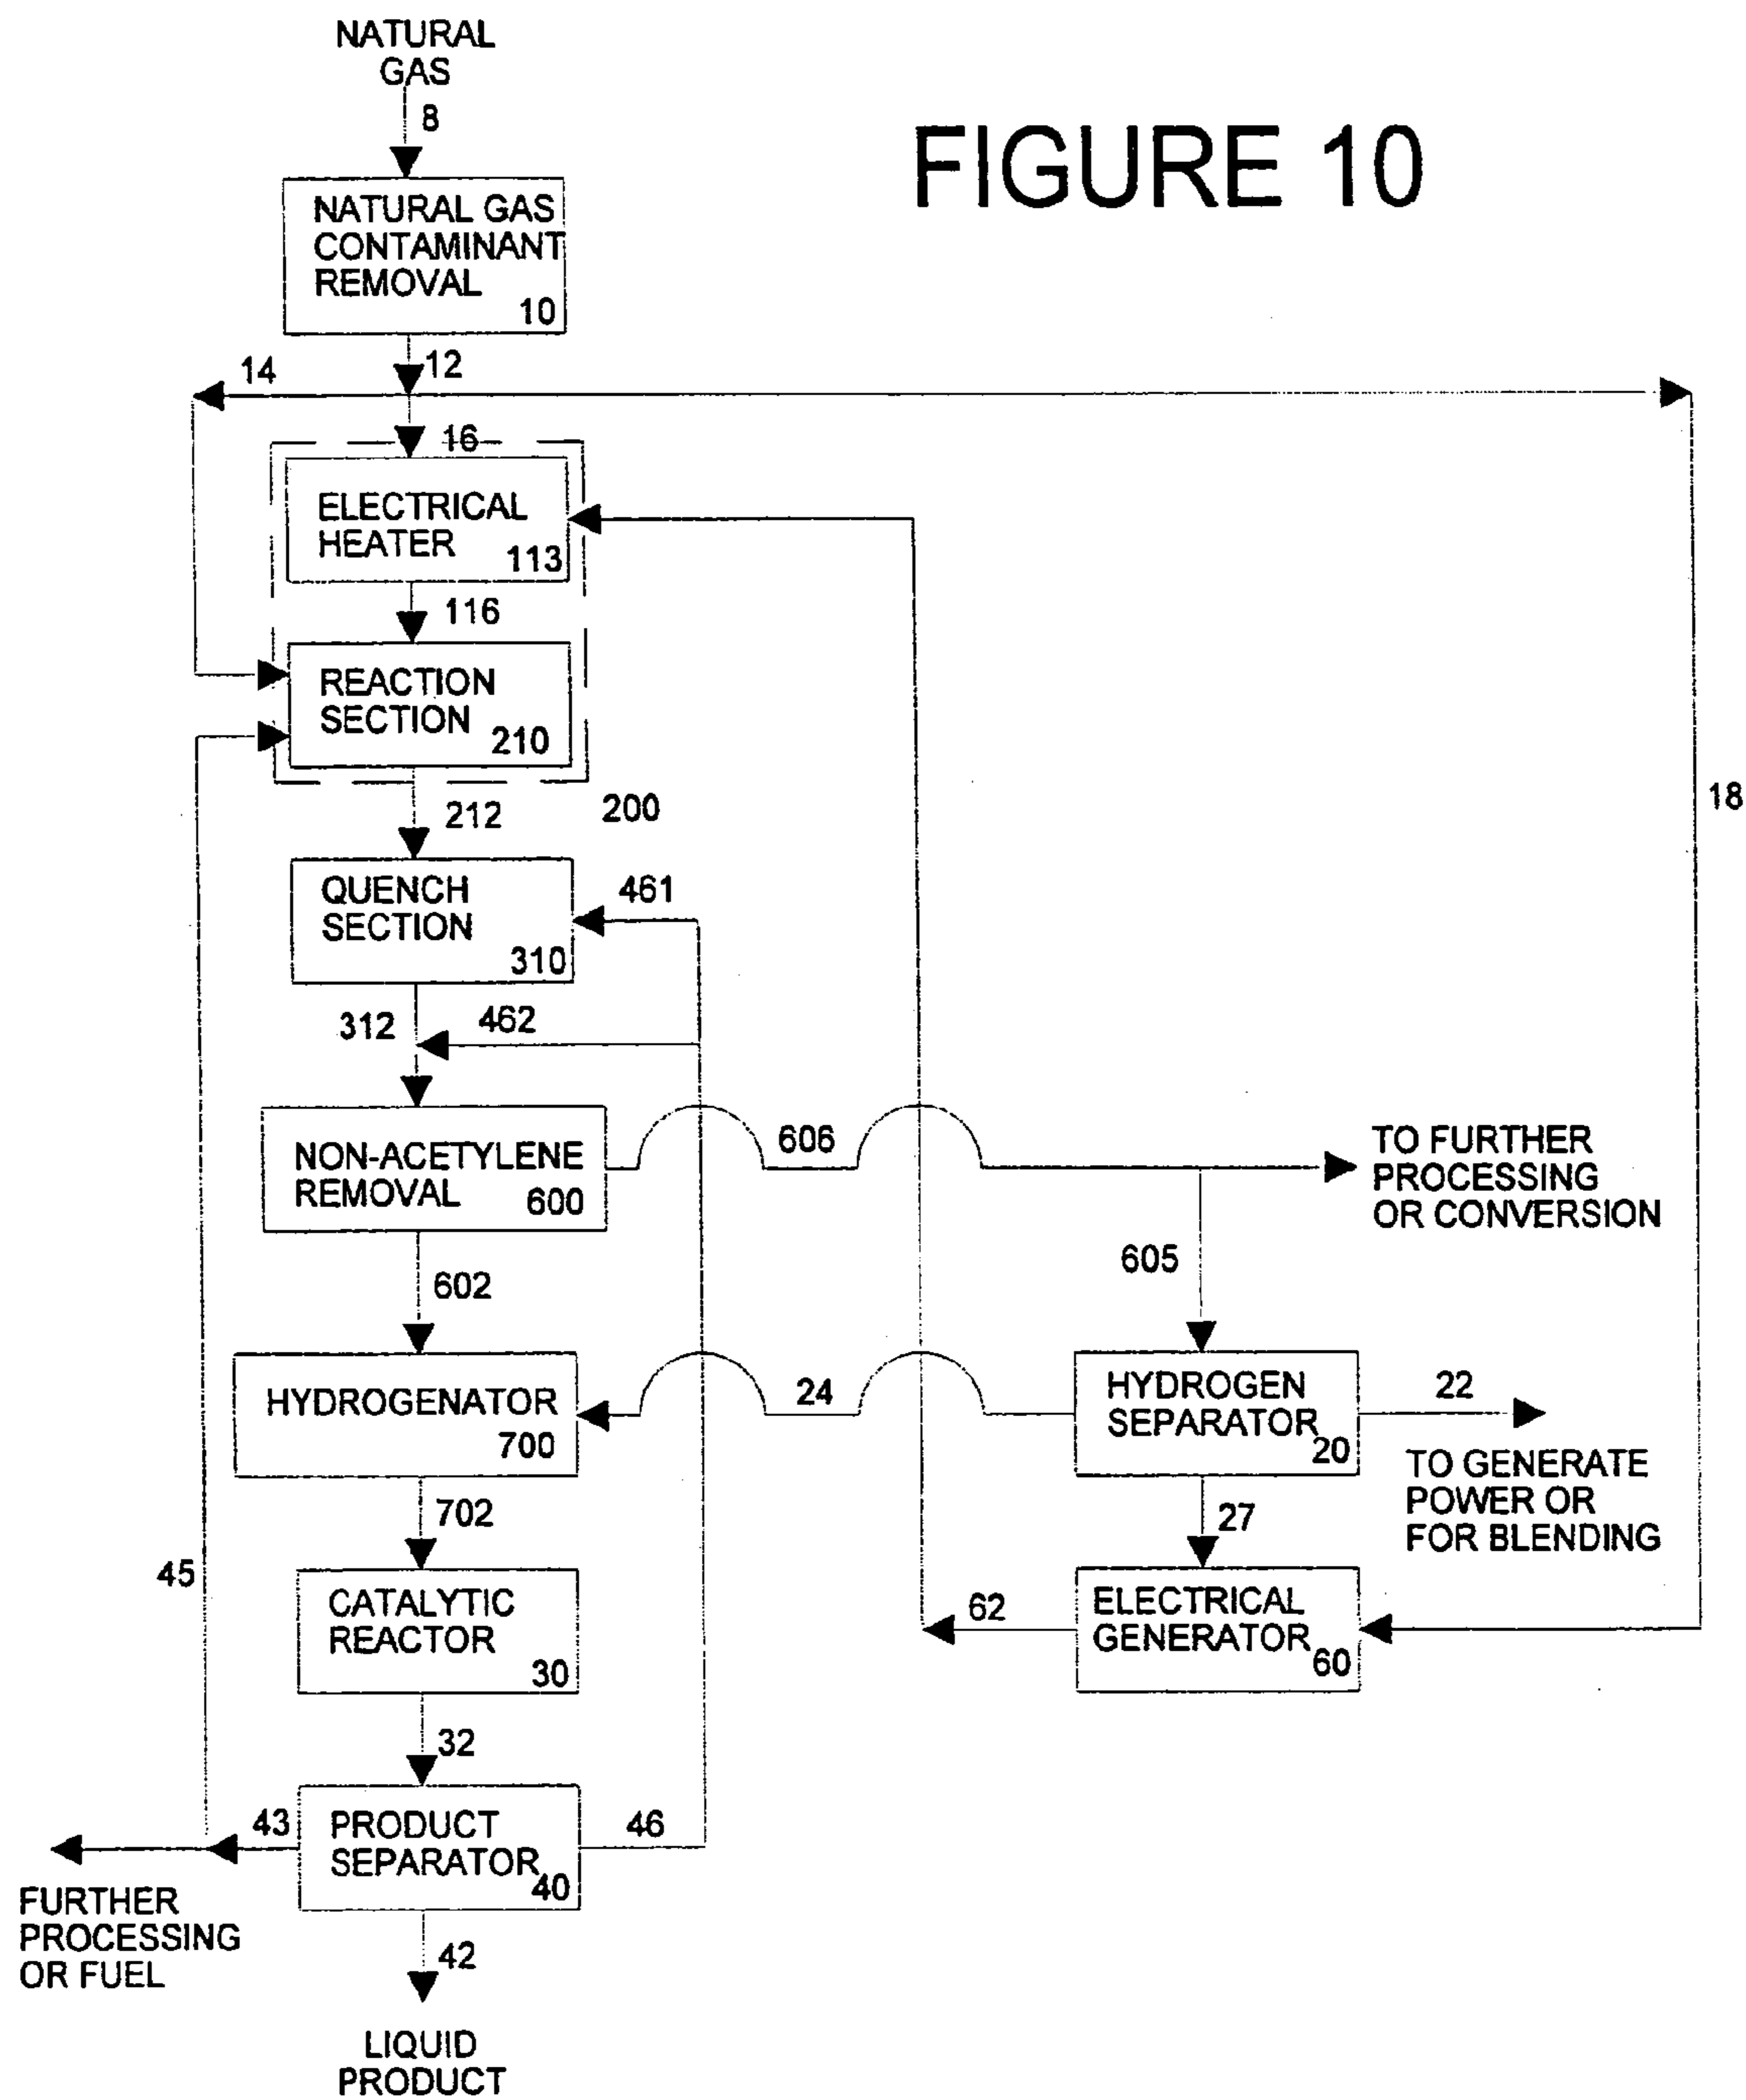 NATURAL
GAS
8
FIGURE 10
NATURAL GAS
CONTAMINANT
REMOVAL
10
14
12
16
ELECTRICAL
HEATER
113
116
REACTION
SECTION
210
18
212
200
QUENCH
SECTION
310
461
312
462
NON-ACETYLENE
REMOVAL
600
606
TO FURTHER
PROCESSING
OR CONVERSION
605
602
HYDROGENATOR
700
24
HYDROGEN
SEPARATOR
20
22
TO GENERATE
POWER OR
FOR BLENDING
702
27
45
CATALYTIC
REACTOR
30
62
ELECTRICAL
GENERATOR
60
32
43
PRODUCT
SEPARATOR
40
46
FURTHER
PROCESSING
OR FUEL
42
LIQUID
PRODUCT